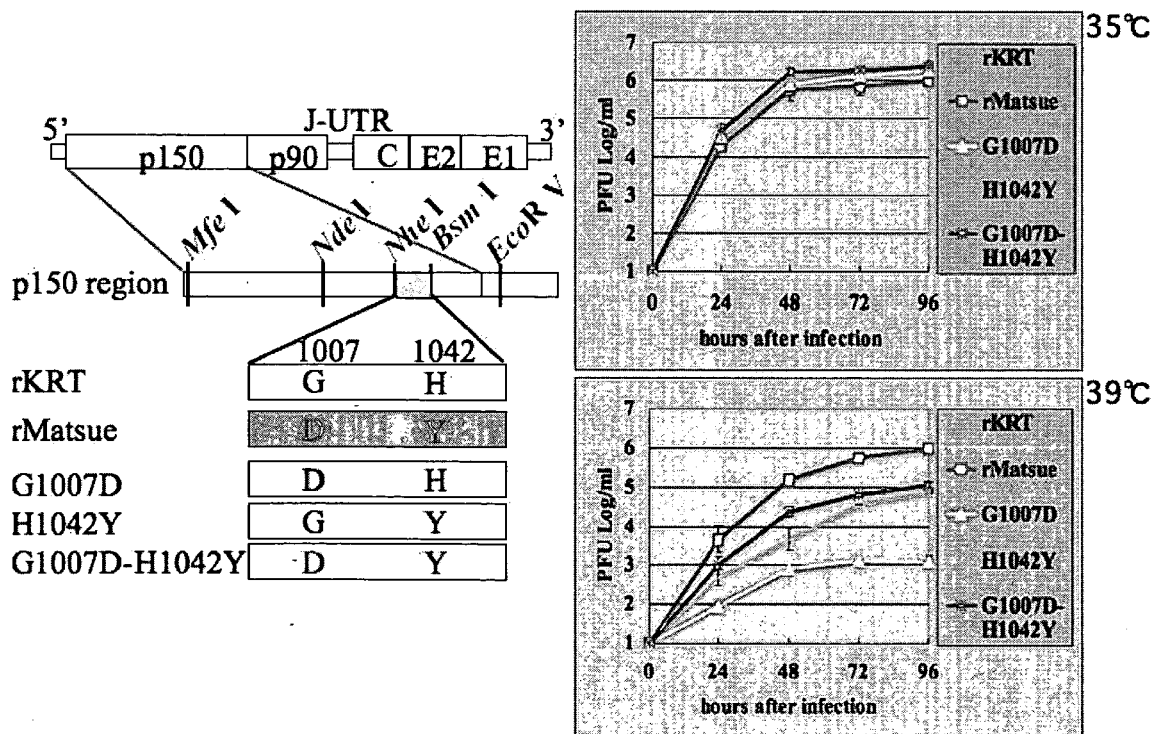 5' J-UTR 3'
p150 p90 C E2 E1
Mfe I Nde I Nhe I Bsm I EcoR V
p150 region
1007 1042
rKRT G H
rMatsue D Y
G1007D D H
H1042Y G Y
G1007D-H1042Y D Y
35℃
PFU Log/ml
7
6
5
4
3
2
1
0 24 48 72 96
hours after infection
rKRT
rMatsue
G1007D
H1042Y
G1007D-
H1042Y
39℃
PFU Log/ml
7
6
5
4
3
2
1
0 24 48 72 96
hours after infection
rKRT
rMatsue
G1007D
H1042Y
G1007D-
H1042Y